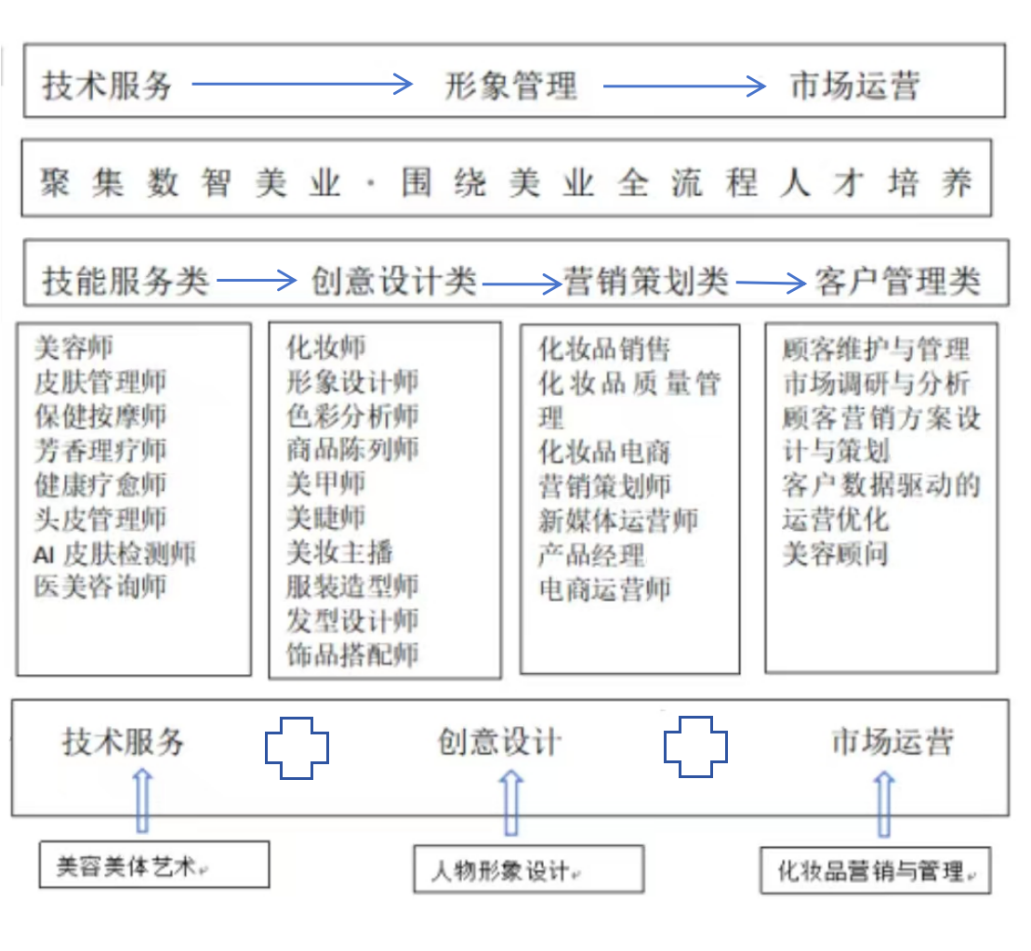 技术服务 形象管理 市场运营
聚集数智美业·围绕美业全流程人才培养
技能服务类 创意设计类 营销策划类 客户管理类
美容师
皮肤管理师
保健按摩师
芳香理疗师
健康疗愈师
头皮管理师
AI 皮肤检测师
医美咨询师
化妆师
形象设计师
色彩分析师
商品陈列师
美甲师
美睫师
美妆主播
服装造型师
发型设计师
饰品搭配师
化妆品销售
化妆品质量管
理
化妆品电商
营销策划师
新媒体运营师
产品经理
电商运营师
顾客维护与管理
市场调研与分析
顾客营销方案设
计与策划
客户数据驱动的
运营优化
美容顾问
技术服务 创意设计 市场运营
美容美体艺术
人物形象设计
化妆品营销与管理